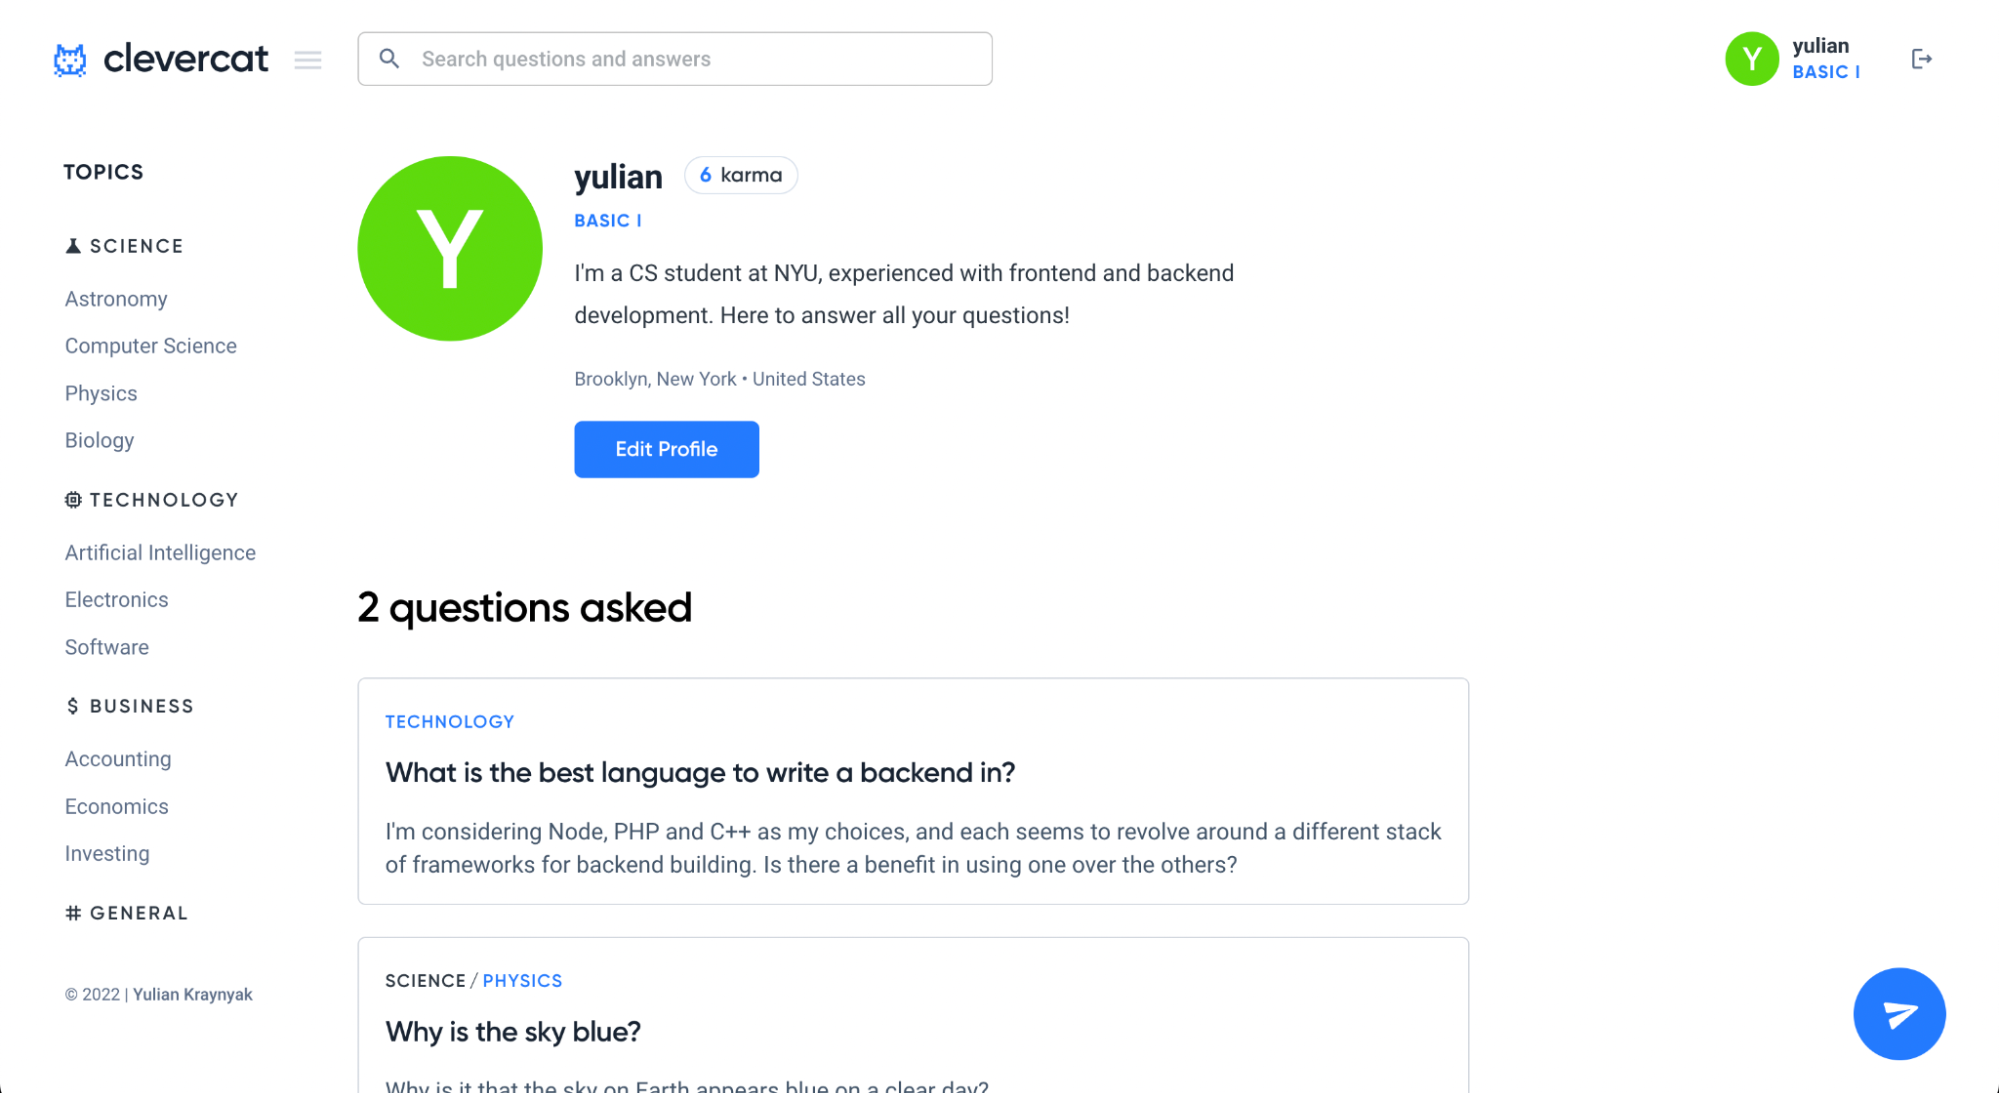 clevercat
Search questions and answers
Y
yulian
BASIC I
TOPICS
SCIENCE
Astronomy
Computer Science
Physics
Biology
TECHNOLOGY
Artificial Intelligence
Electronics
Software
$ BUSINESS
Accounting
Economics
Investing
# GENERAL
© 2022 | Yulian Kraynyak
Y
yulian
6 karma
BASIC I
I'm a CS student at NYU, experienced with frontend and backend
development. Here to answer all your questions!
Brooklyn, New York • United States
Edit Profile
2 questions asked
TECHNOLOGY
What is the best language to write a backend in?
I'm considering Node, PHP and C++ as my choices, and each seems to revolve around a different stack
of frameworks for backend building. Is there a benefit in using one over the others?
SCIENCE / PHYSICS
Why is the sky blue?
Why is it that the sky on Earth appears blue on a clear day?